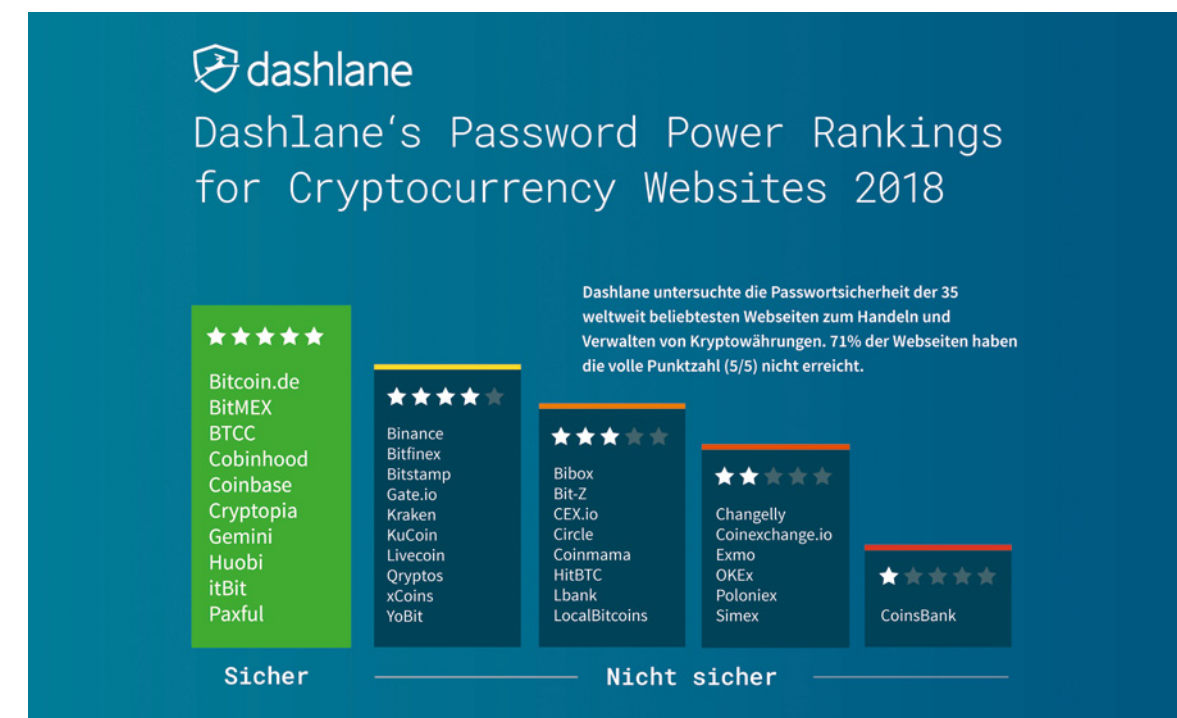 dashlane
Dashlane‘s Password Power Rankings
for Cryptocurrency Websites 2018
Dashlane untersuchte die Passwortsicherheit der 35
weltweit beliebtesten Webseiten zum Handeln und
Verwalten von Kryptowährungen. 71% der Webseiten haben
die volle Punktzahl (5/5) nicht erreicht.
Bitcoin.de
BitMEX
BTCC
Cobinhood
Coinbase
Cryptopia
Gemini
Huobi
itBit
Paxful
Binance
Bitfinex
Bitstamp
Gate.io
Kraken
KuCoin
Livecoin
Qryptos
xCoins
YoBit
Bibox
Bit-Z
CEX.io
Circle
Coinmama
HitBTC
Lbank
LocalBitcoins
Changelly
Coinexchange.io
Exmo
OKEx
Poloniex
Simex
CoinsBank
Sicher
Nicht sicher